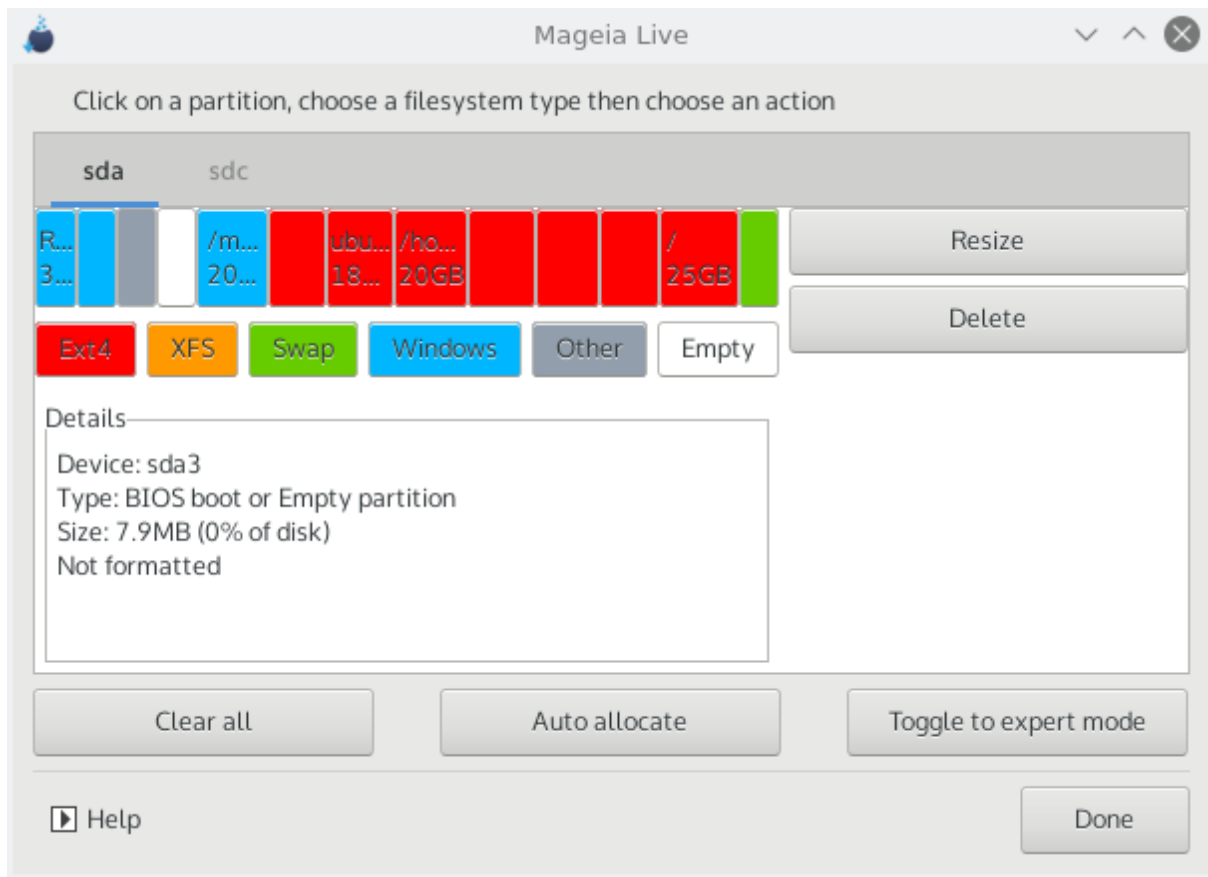 Mageia Live
Click on a partition, choose a filesystem type then choose an action
sda sdc
R... /m... ubu... /ho... /
3... 20... 18... 20GB 25GB
Resize
Delete
Ext4 XFS Swap Windows Other Empty
Details
Device: sda3
Type: BIOS boot or Empty partition
Size: 7.9MB (0% of disk)
Not formatted
Clear all Auto allocate Toggle to expert mode
Help Done